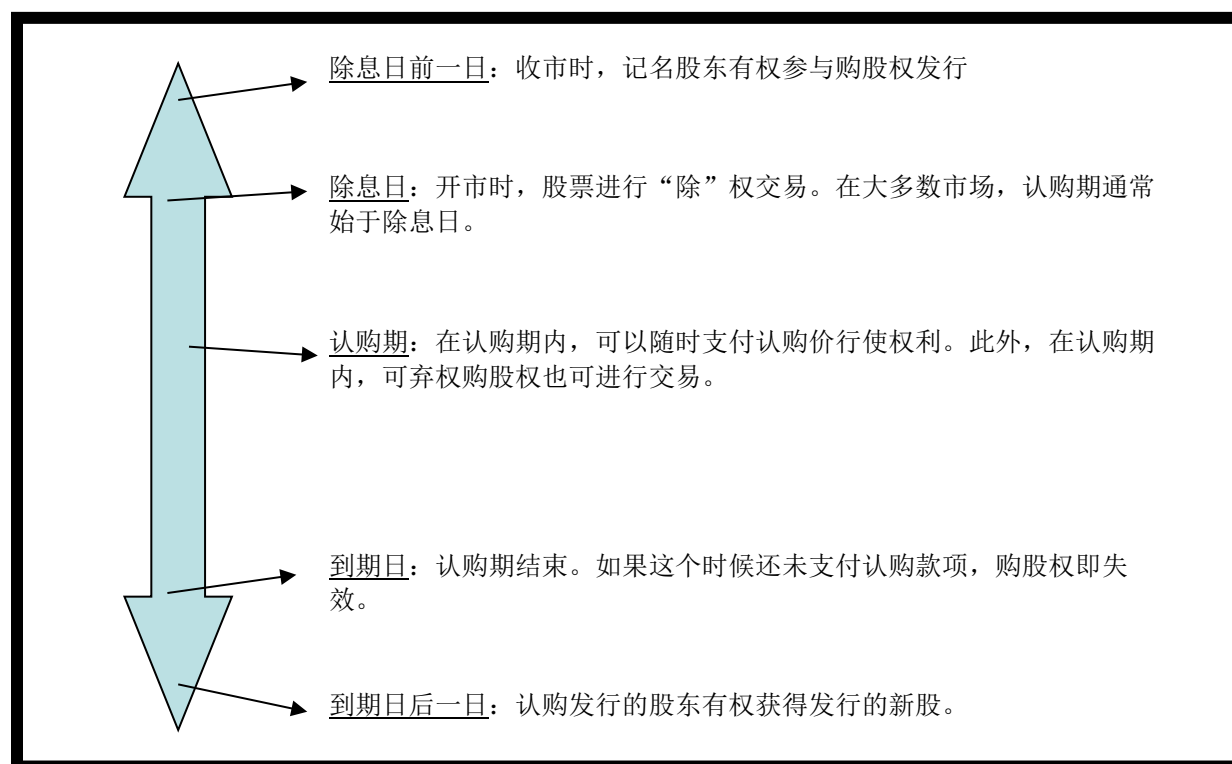 除息日前一日：收市时，记名股东有权参与购股权发行
除息日：开市时，股票进行“除”权交易。在大多数市场，认购期通常
始于除息日。
认购期：在认购期内，可以随时支付认购价行使权利。此外，在认购期
内，可弃权购股权也可进行交易。
到期日：认购期结束。如果这个时候还未支付认购款项，购股权即失
效。
到期日后一日：认购发行的股东有权获得发行的新股。